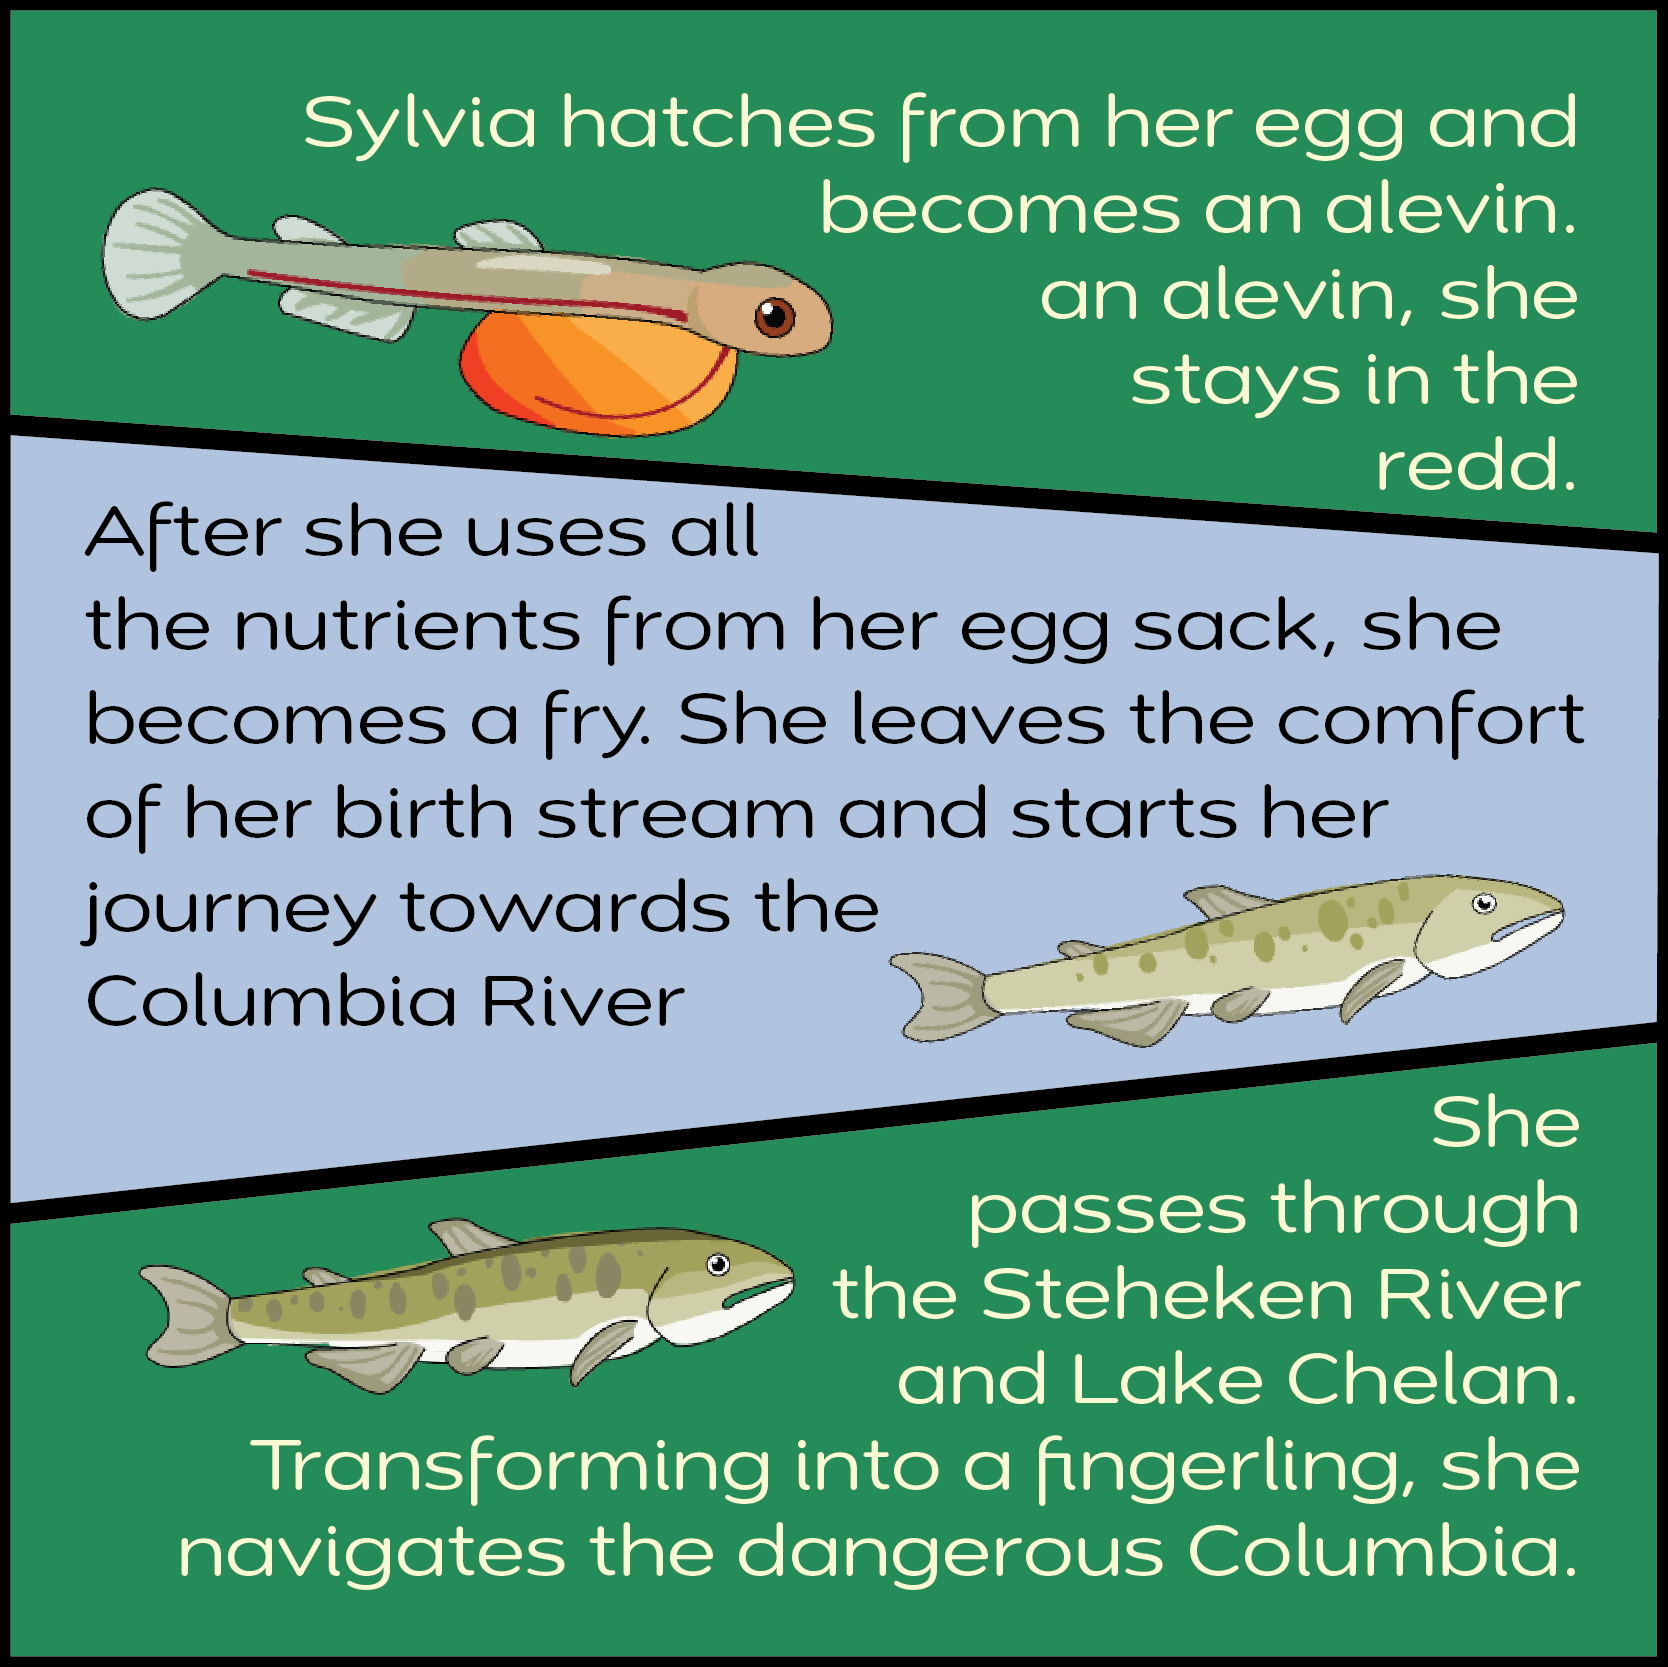 Sylvia hatches from her egg and
becomes an alevin.
an alevin, she
stays in the
redd.
After she uses all
the nutrients from her egg sack, she
becomes a fry. She leaves the comfort
of her birth stream and starts her
journey towards the
Columbia River
She
passes through
the Steheken River
and Lake Chelan.
Transforming into a fingerling, she
navigates the dangerous Columbia.